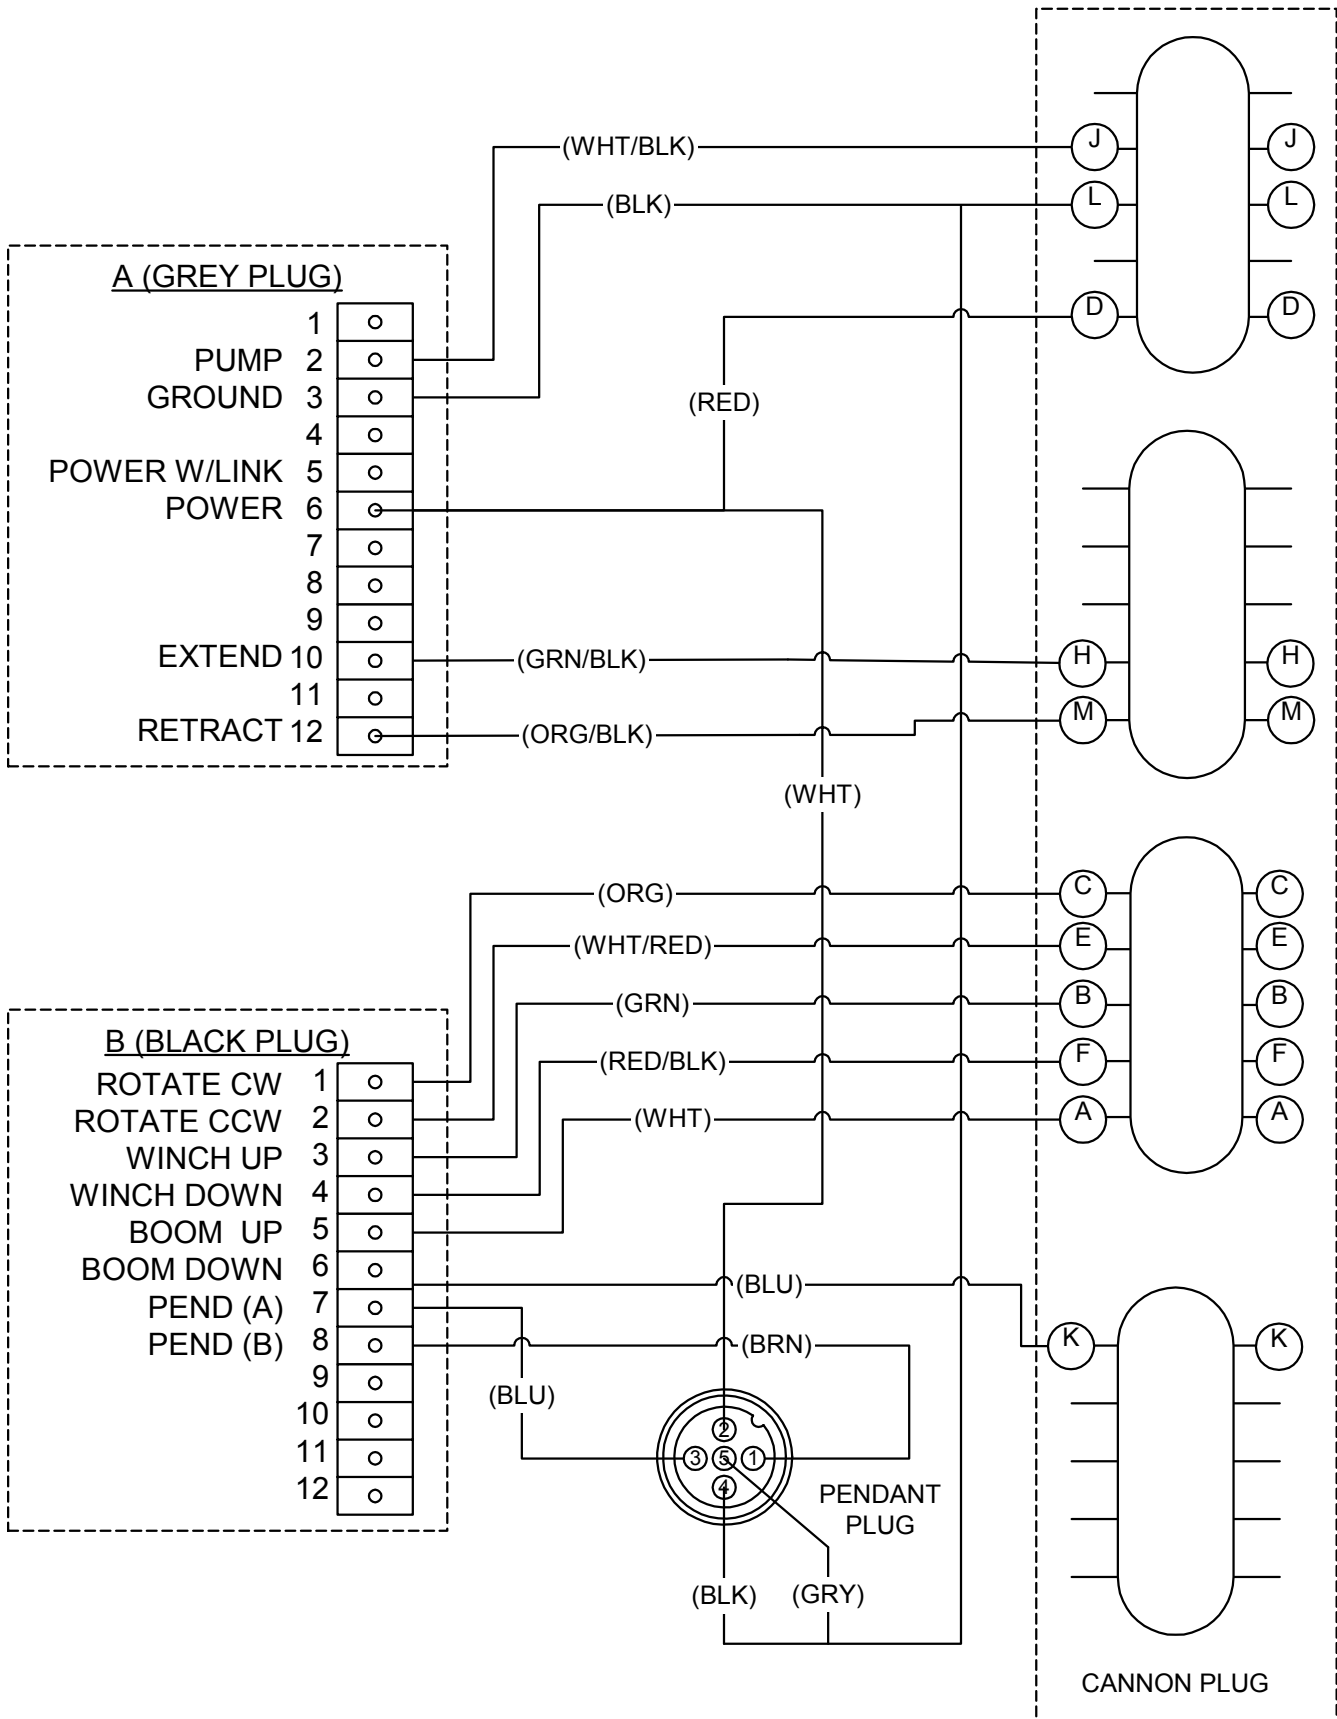 J J
(WHT/BLK)
L L
(BLK)
A (GREY PLUG)
D D
1
PUMP 2
GROUND 3
(RED)
4
POWER W/LINK 5
POWER 6
7
8
9
EXTEND 10
(GRN/BLK)
H H
11
RETRACT 12
(ORG/BLK)
M M
(WHT)
(ORG)
C C
(WHT/RED)
E E
(GRN)
B B
B (BLACK PLUG)
(RED/BLK)
F F
ROTATE CW 1
(WHT)
A A
ROTATE CCW 2
WINCH UP 3
WINCH DOWN 4
BOOM UP 5
BOOM DOWN 6
(BLU)
PEND (A) 7
PEND (B) 8
(BRN)
K K
9
(BLU)
10
2
11
3 5 1
12
4
PENDANT
PLUG
(BLK) (GRY)
CANNON PLUG